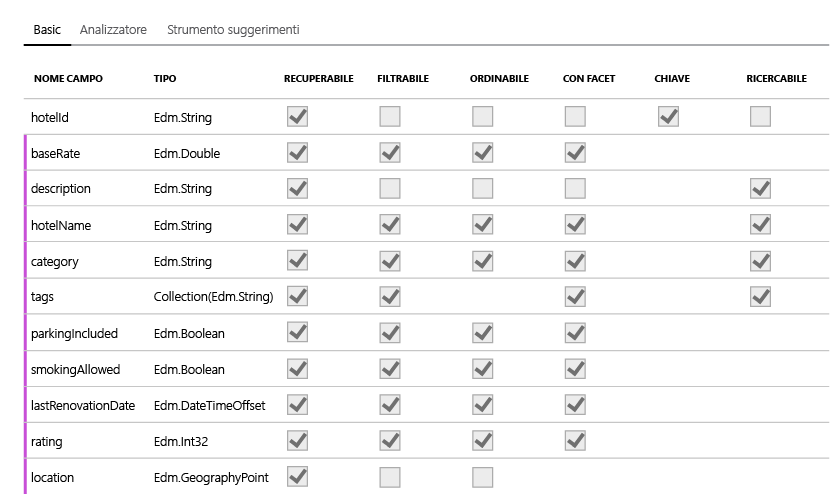 Basic Analizzatore Strumento suggerimenti
NOME CAMPO TIPO RECUPERABILE FILTRABILE ORDINABILE CON FACET CHIAVE RICERCABILE
hotelId Edm.String
baseRate Edm.Double
description Edm.String
hotelName Edm.String
category Edm.String
tags Collection(Edm.String)
parkingIncluded Edm.Boolean
smokingAllowed Edm.Boolean
lastRenovationDate Edm.DateTimeOffset
rating Edm.Int32
location Edm.GeographyPoint